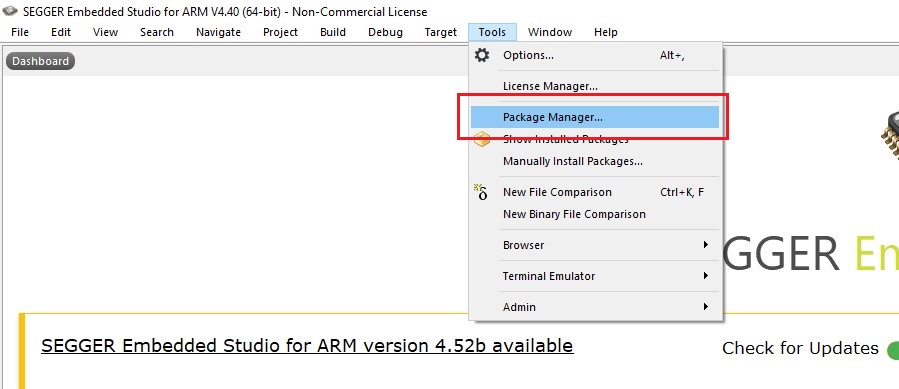 SEGGER Embedded Studio for ARM V4.40 (64-bit) - Non-Commercial License
File Edit View Search Navigate Project Build Debug Target Tools Window Help
Dashboard
Options... Alt+,
License Manager...
Package Manager...
Show Installed Packages
Manually Install Packages...
New File Comparison Ctrl+K, F
New Binary File Comparison
Browser
GGER En
Terminal Emulator
Admin
SEGGER Embedded Studio for ARM version 4.52b available
Check for Updates